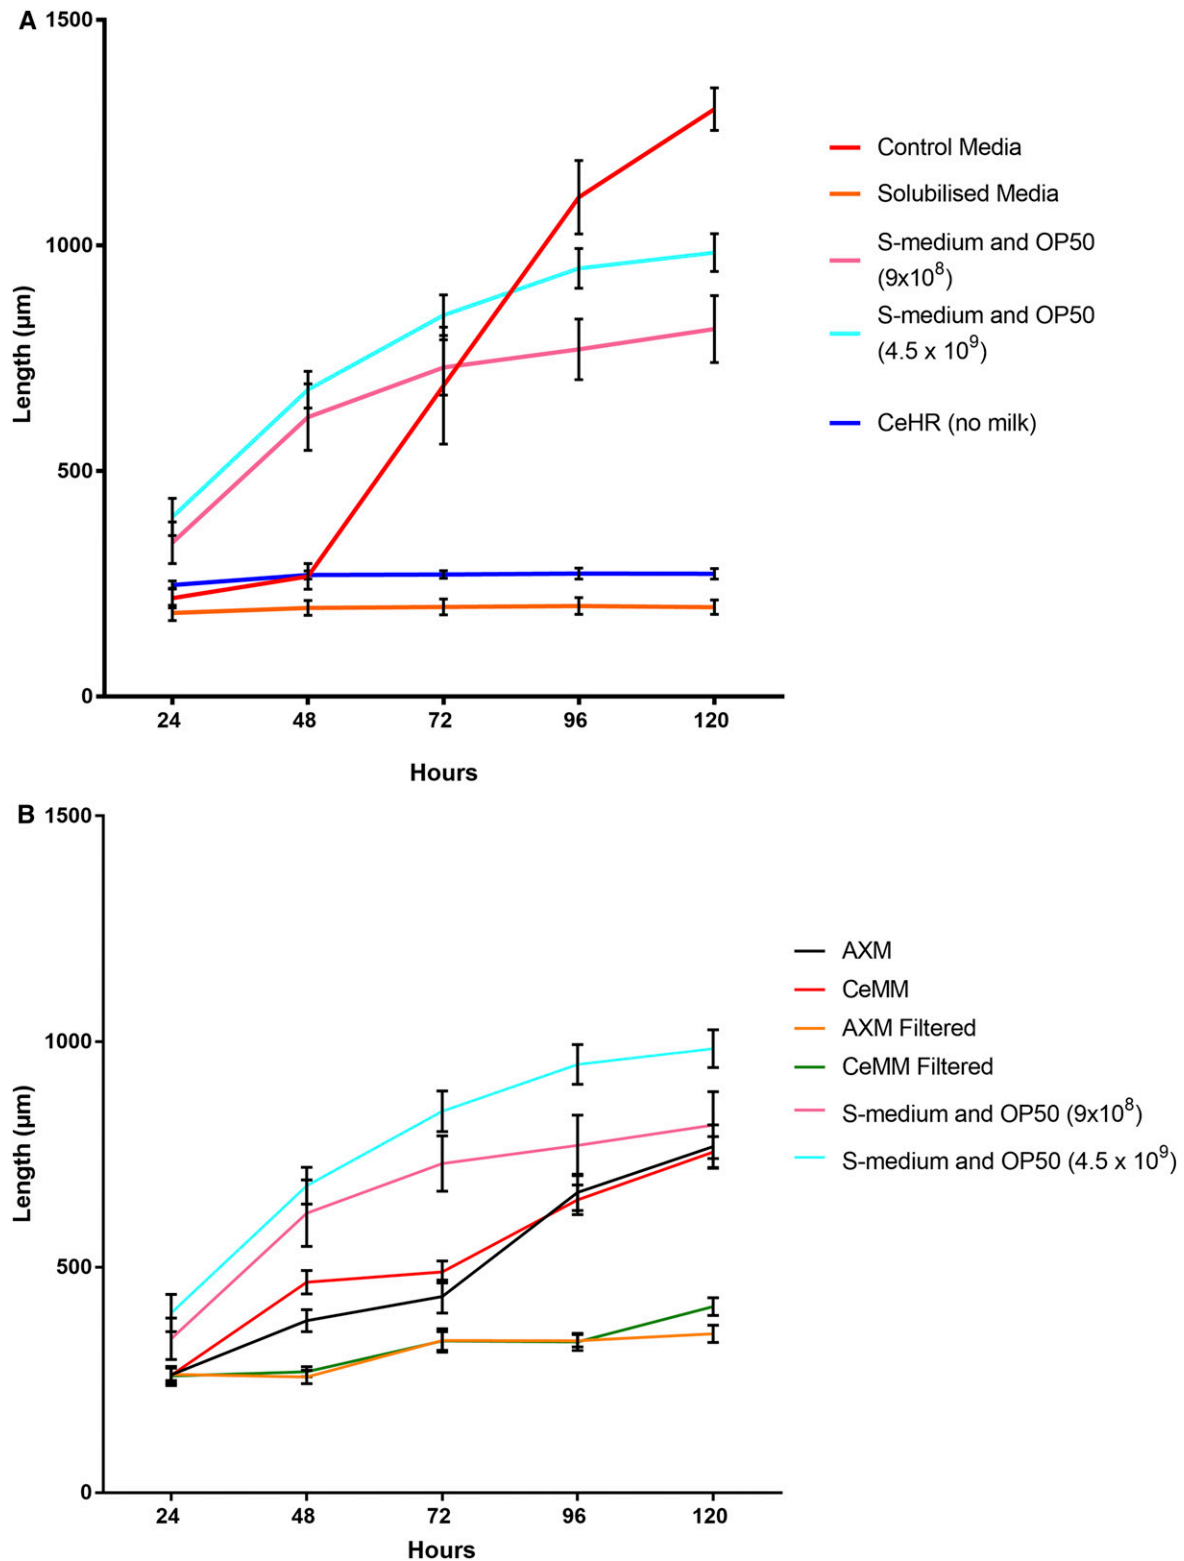 A
1500
1000
500
0
Length (μm)
24 48 72 96 120
Hours
Control Media
Solubilised Media
S-medium and OP50
(9x10⁸)
S-medium and OP50
(4.5 x 10⁹)
CeHR (no milk)
B
1500
1000
500
0
Length (μm)
24 48 72 96 120
Hours
AXM
CeMM
AXM Filtered
CeMM Filtered
S-medium and OP50 (9x10⁸)
S-medium and OP50 (4.5 x 10⁹)